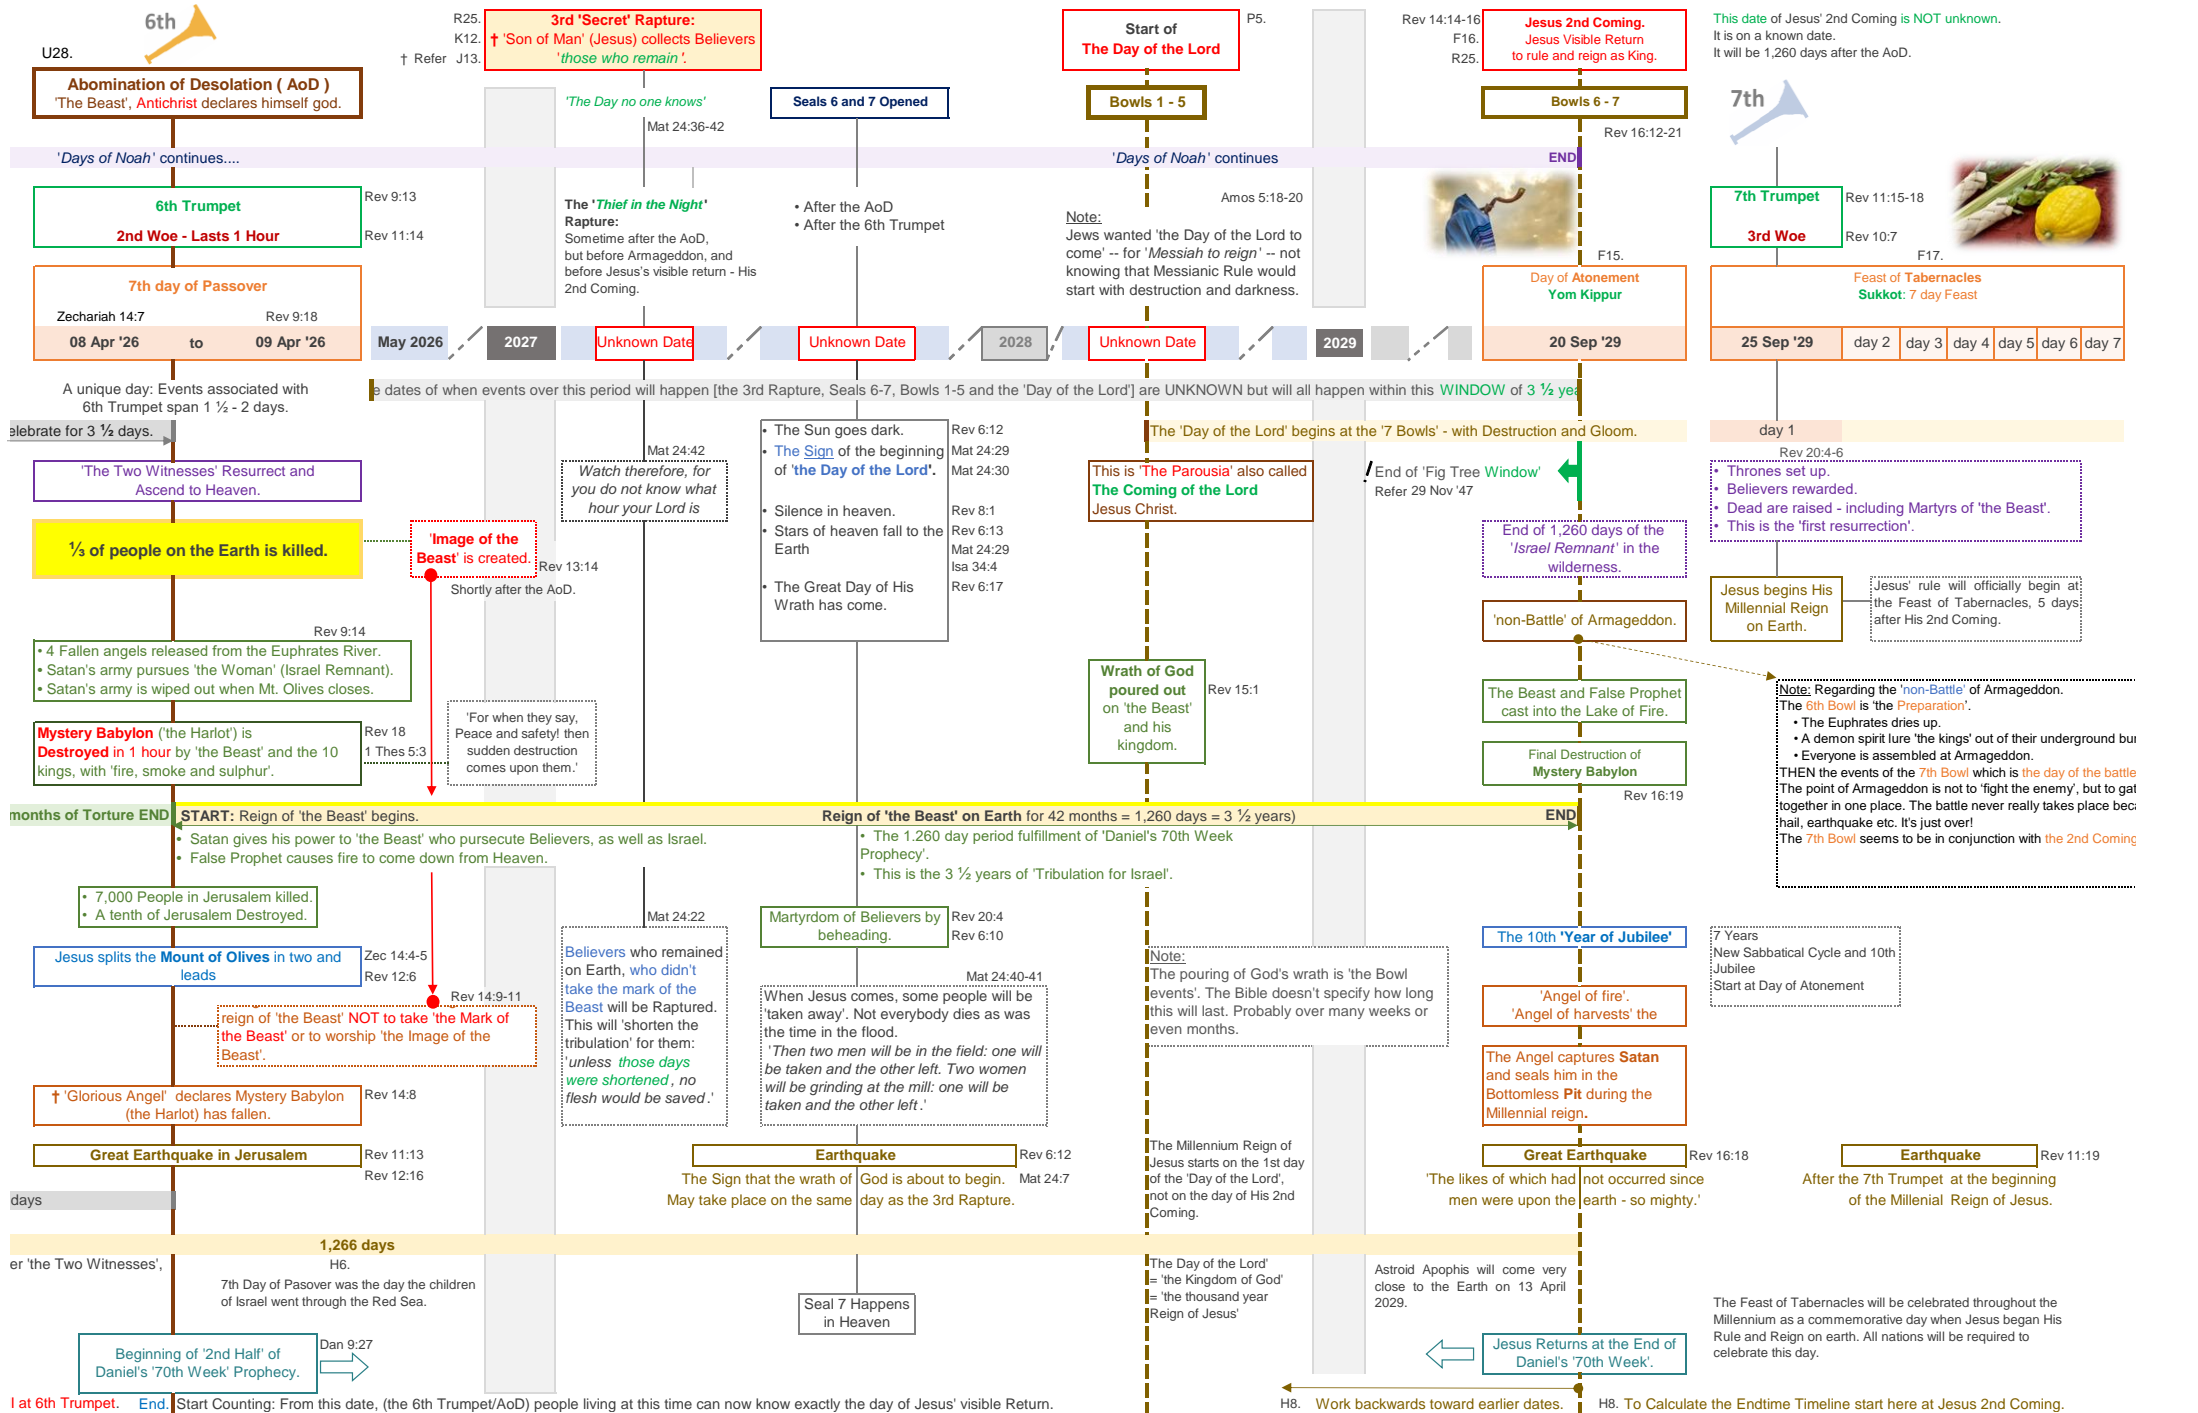 6th
U28.
Abomination of Desolation ( AoD )
'The Beast', Antichrist declares himself god.
R25.
K12.
† Refer J13.
3rd 'Secret' Rapture:
† 'Son of Man' (Jesus) collects Believers
'those who remain'.
'The Day no one knows'
Mat 24:36-42
Seals 6 and 7 Opened
Start of
The Day of the Lord
P5.
Bowls 1 - 5
Rev 14:14-16
F16.
R25.
Jesus 2nd Coming.
Jesus Visible Return
to rule and reign as King.
Bowls 6 - 7
Rev 16:12-21
This date of Jesus' 2nd Coming is NOT unknown.
It is on a known date.
It will be 1,260 days after the AoD.
7th
'Days of Noah' continues....
'Days of Noah' continues
END
6th Trumpet
2nd Woe - Lasts 1 Hour
Rev 9:13
Rev 11:14
The 'Thief in the Night'
Rapture:
Sometime after the AoD,
but before Armageddon, and
before Jesus's visible return - His
2nd Coming.
• After the AoD
• After the 6th Trumpet
Amos 5:18-20
Note:
Jews wanted 'the Day of the Lord to
come' -- for 'Messiah to reign' -- not
knowing that Messianic Rule would
start with destruction and darkness.
7th Trumpet
3rd Woe
Rev 11:15-18
Rev 10:7
7th day of Passover
Zechariah 14:7
Rev 9:18
08 Apr '26 to 09 Apr '26
May 2026
2027
Unknown Date
Unknown Date
2028
Unknown Date
2029
F15.
Day of Atonement
Yom Kippur
20 Sep '29
F17.
Feast of Tabernacles
Sukkot: 7 day Feast
25 Sep '29 day 2 day 3 day 4 day 5 day 6 day 7
A unique day: Events associated with
6th Trumpet span 1 ½ - 2 days.
e dates of when events over this period will happen [the 3rd Rapture, Seals 6-7, Bowls 1-5 and the 'Day of the Lord'] are UNKNOWN but will all happen within this WINDOW of 3 ½ yea
elebrate for 3 ½ days.
'The Two Witnesses' Resurrect and
Ascend to Heaven.
⅓ of people on the Earth is killed.
'Image of the
Beast' is created.
Rev 13:14
Shortly after the AoD.
Mat 24:42
Watch therefore, for
you do not know what
hour your Lord is
• The Sun goes dark.
• The Sign of the beginning
of 'the Day of the Lord'.
• Silence in heaven.
• Stars of heaven fall to the
Earth
• The Great Day of His
Wrath has come.
Rev 6:12
Mat 24:29
Mat 24:30
Rev 8:1
Rev 6:13
Mat 24:29
Isa 34:4
Rev 6:17
The 'Day of the Lord' begins at the '7 Bowls' - with Destruction and Gloom.
This is 'The Parousia' also called
The Coming of the Lord
Jesus Christ.
! End of 'Fig Tree Window'
Refer 29 Nov '47
End of 1,260 days of the
'Israel Remnant' in the
wilderness.
'non-Battle' of Armageddon.
day 1
Rev 20:4-6
• Thrones set up.
• Believers rewarded.
• Dead are raised - including Martyrs of 'the Beast'.
• This is the 'first resurrection'.
Jesus begins His
Millennial Reign
on Earth.
Jesus' rule will officially begin at
the Feast of Tabernacles, 5 days
after His 2nd Coming.
Rev 9:14
• 4 Fallen angels released from the Euphrates River.
• Satan's army pursues 'the Woman' (Israel Remnant).
• Satan's army is wiped out when Mt. Olives closes.
Mystery Babylon ('the Harlot') is
Destroyed in 1 hour by 'the Beast' and the 10
kings, with 'fire, smoke and sulphur'.
Rev 18
1 Thes 5:3
'For when they say,
Peace and safety! then
sudden destruction
comes upon them.'
Wrath of God
poured out
on 'the Beast'
and his
kingdom.
Rev 15:1
The Beast and False Prophet
cast into the Lake of Fire.
Final Destruction of
Mystery Babylon
Rev 16:19
Note: Regarding the 'non-Battle' of Armageddon.
The 6th Bowl is 'the Preparation'.
• The Euphrates dries up.
• A demon spirit lure 'the kings' out of their underground bur
• Everyone is assembled at Armageddon.
THEN the events of the 7th Bowl which is the day of the battle
The point of Armageddon is not to 'fight the enemy', but to gat
together in one place. The battle never really takes place beca
hail, earthquake etc. It's just over!
The 7th Bowl seems to be in conjunction with the 2nd Coming
months of Torture END
START: Reign of 'the Beast' begins.
Reign of 'the Beast' on Earth for 42 months = 1,260 days = 3 ½ years)
END
• Satan gives his power to 'the Beast' who pursecute Believers, as well as Israel.
• False Prophet causes fire to come down from Heaven.
• The 1.260 day period fulfillment of 'Daniel's 70th Week
Prophecy'.
• This is the 3 ½ years of 'Tribulation for Israel'.
• 7,000 People in Jerusalem killed.
• A tenth of Jerusalem Destroyed.
Jesus splits the Mount of Olives in two and
leads
Zec 14:4-5
Rev 12:6
Rev 14:9-11
reign of 'the Beast' NOT to take 'the Mark of
the Beast' or to worship 'the Image of the
Beast'.
† 'Glorious Angel' declares Mystery Babylon
(the Harlot) has fallen.
Rev 14:8
Mat 24:22
Believers who remained
on Earth, who didn't
take the mark of the
Beast will be Raptured.
This will 'shorten the
tribulation' for them:
'unless those days
were shortened, no
flesh would be saved.'
Martyrdom of Believers by
beheading.
Rev 20:4
Rev 6:10
Mat 24:40-41
When Jesus comes, some people will be
'taken away'. Not everybody dies as was
the time in the flood.
'Then two men will be in the field: one will
be taken and the other left. Two women
will be grinding at the mill: one will be
taken and the other left.'
Note:
The pouring of God's wrath is 'the Bowl
events'. The Bible doesn't specify how long
this will last. Probably over many weeks or
even months.
The 10th 'Year of Jubilee'
7 Years
New Sabbatical Cycle and 10th
Jubilee
Start at Day of Atonement
'Angel of fire'.
'Angel of harvests' the
The Angel captures Satan
and seals him in the
Bottomless Pit during the
Millennial reign.
Great Earthquake in Jerusalem
Rev 11:13
Rev 12:16
days
Earthquake
Rev 6:12
The Sign that the wrath of God is about to begin.
Mat 24:7
May take place on the same day as the 3rd Rapture.
The Millennium Reign of
Jesus starts on the 1st day
of the 'Day of the Lord',
not on the day of His 2nd
Coming.
Great Earthquake
Rev 16:18
'The likes of which had not occurred since
men were upon the earth - so mighty.'
Earthquake
Rev 11:19
After the 7th Trumpet at the beginning
of the Millenial Reign of Jesus.
1,266 days
er 'the Two Witnesses',
H6.
7th Day of Pasover was the day the children
of Israel went through the Red Sea.
Seal 7 Happens
in Heaven
The Day of the Lord'
= 'the Kingdom of God'
= 'the thousand year
Reign of Jesus'
Astroid Apophis will come very
close to the Earth on 13 April
2029.
The Feast of Tabernacles will be celebrated throughout the
Millennium as a commemorative day when Jesus began His
Rule and Reign on earth. All nations will be required to
celebrate this day.
Beginning of '2nd Half' of
Daniel's '70th Week' Prophecy.
Dan 9:27
Jesus Returns at the End of
Daniel's '70th Week'.
l at 6th Trumpet. End. Start Counting: From this date, (the 6th Trumpet/AoD) people living at this time can now know exactly the day of Jesus' visible Return.
H8. Work backwards toward earlier dates.
H8. To Calculate the Endtime Timeline start here at Jesus 2nd Coming.